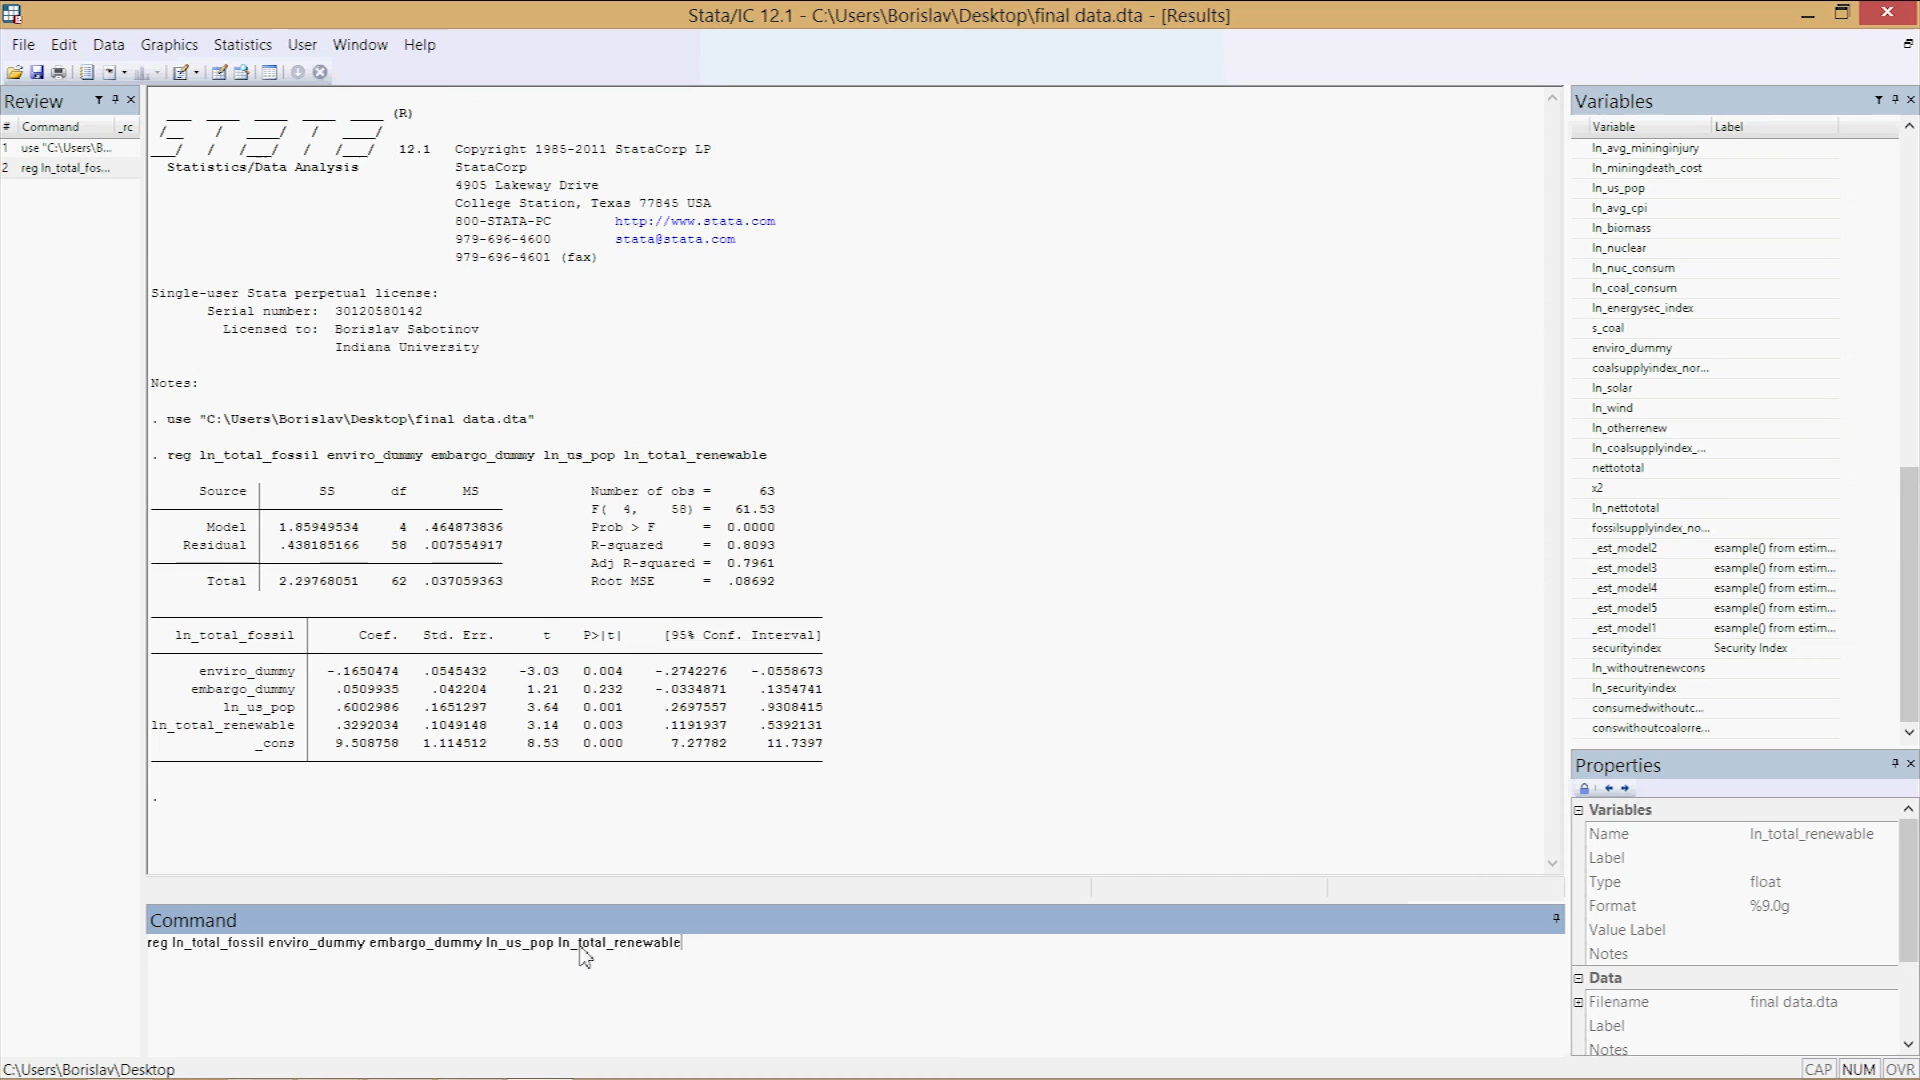 Stata/IC 12.1 - C:\Users\Borislav\Desktop\final data.dta - [Results]
File Edit Data Graphics Statistics User Window Help
Review
# Command _rc
1 use "C:\Users\B...
2 reg ln_total_fos...
(R)
12.1 Copyright 1985-2011 StataCorp LP
Statistics/Data Analysis StataCorp
4905 Lakeway Drive
College Station, Texas 77845 USA
800-STATA-PC http://www.stata.com
979-696-4600 stata@stata.com
979-696-4601 (fax)
Single-user Stata perpetual license:
Serial number: 30120580142
Licensed to: Borislav Sabotinov
Indiana University
Notes:
. use "C:\Users\Borislav\Desktop\final data.dta"
. reg ln_total_fossil enviro_dummy embargo_dummy ln_us_pop ln_total_renewable
Source SS df MS Number of obs = 63
F( 4, 58) = 61.53
Model 1.85949534 4 .464873836 Prob > F = 0.0000
Residual .438185166 58 .007554917 R-squared = 0.8093
Adj R-squared = 0.7961
Total 2.29768051 62 .037059363 Root MSE = .08692
ln_total_fossil Coef. Std. Err. t P>|t| [95% Conf. Interval]
enviro_dummy -.1650474 .0545432 -3.03 0.004 -.2742276 -.0558673
embargo_dummy .0509935 .042204 1.21 0.232 -.0334871 .1354741
ln_us_pop .6002986 .1651297 3.64 0.001 .2697557 .9308415
ln_total_renewable .3292034 .1049148 3.14 0.003 .1191937 .5392131
_cons 9.508758 1.114512 8.53 0.000 7.27782 11.7397
.
Command
reg ln_total_fossil enviro_dummy embargo_dummy ln_us_pop ln_total_renewable
Variables
Variable Label
ln_avg_mininginjury
ln_miningdeath_cost
ln_us_pop
ln_avg_cpi
ln_biomass
ln_nuclear
ln_nuc_consum
ln_coal_consum
ln_energysec_index
s_coal
enviro_dummy
coalsupplyindex_nor...
ln_solar
ln_wind
ln_otherrenew
ln_coalsupplyindex_...
nettototal
x2
ln_nettototal
fossilsupplyindex_no...
_est_model2 esample() from estim...
_est_model3 esample() from estim...
_est_model4 esample() from estim...
_est_model5 esample() from estim...
_est_model1 esample() from estim...
securityindex Security Index
ln_withoutrenewcons
ln_securityindex
consumedwithoutc...
conswithoutcoalorre...
Properties
Variables
Name ln_total_renewable
Label
Type float
Format %9.0g
Value Label
Notes
Data
Filename final data.dta
Label
Notes
C:\Users\Borislav\Desktop
CAP NUM OVR